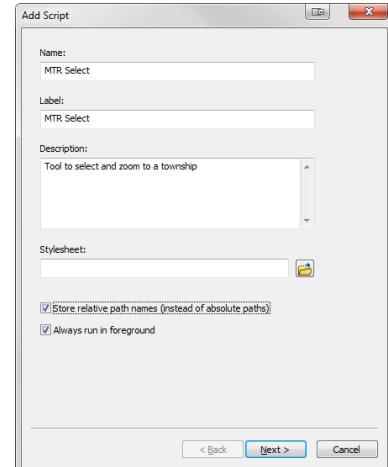 Add Script
Name:
MTR Select
Label:
MTR Select
Description:
Tool to select and zoom to a township
Stylesheet:
Store relative path names (instead of absolute paths)
Always run in foreground
< Back Next > Cancel